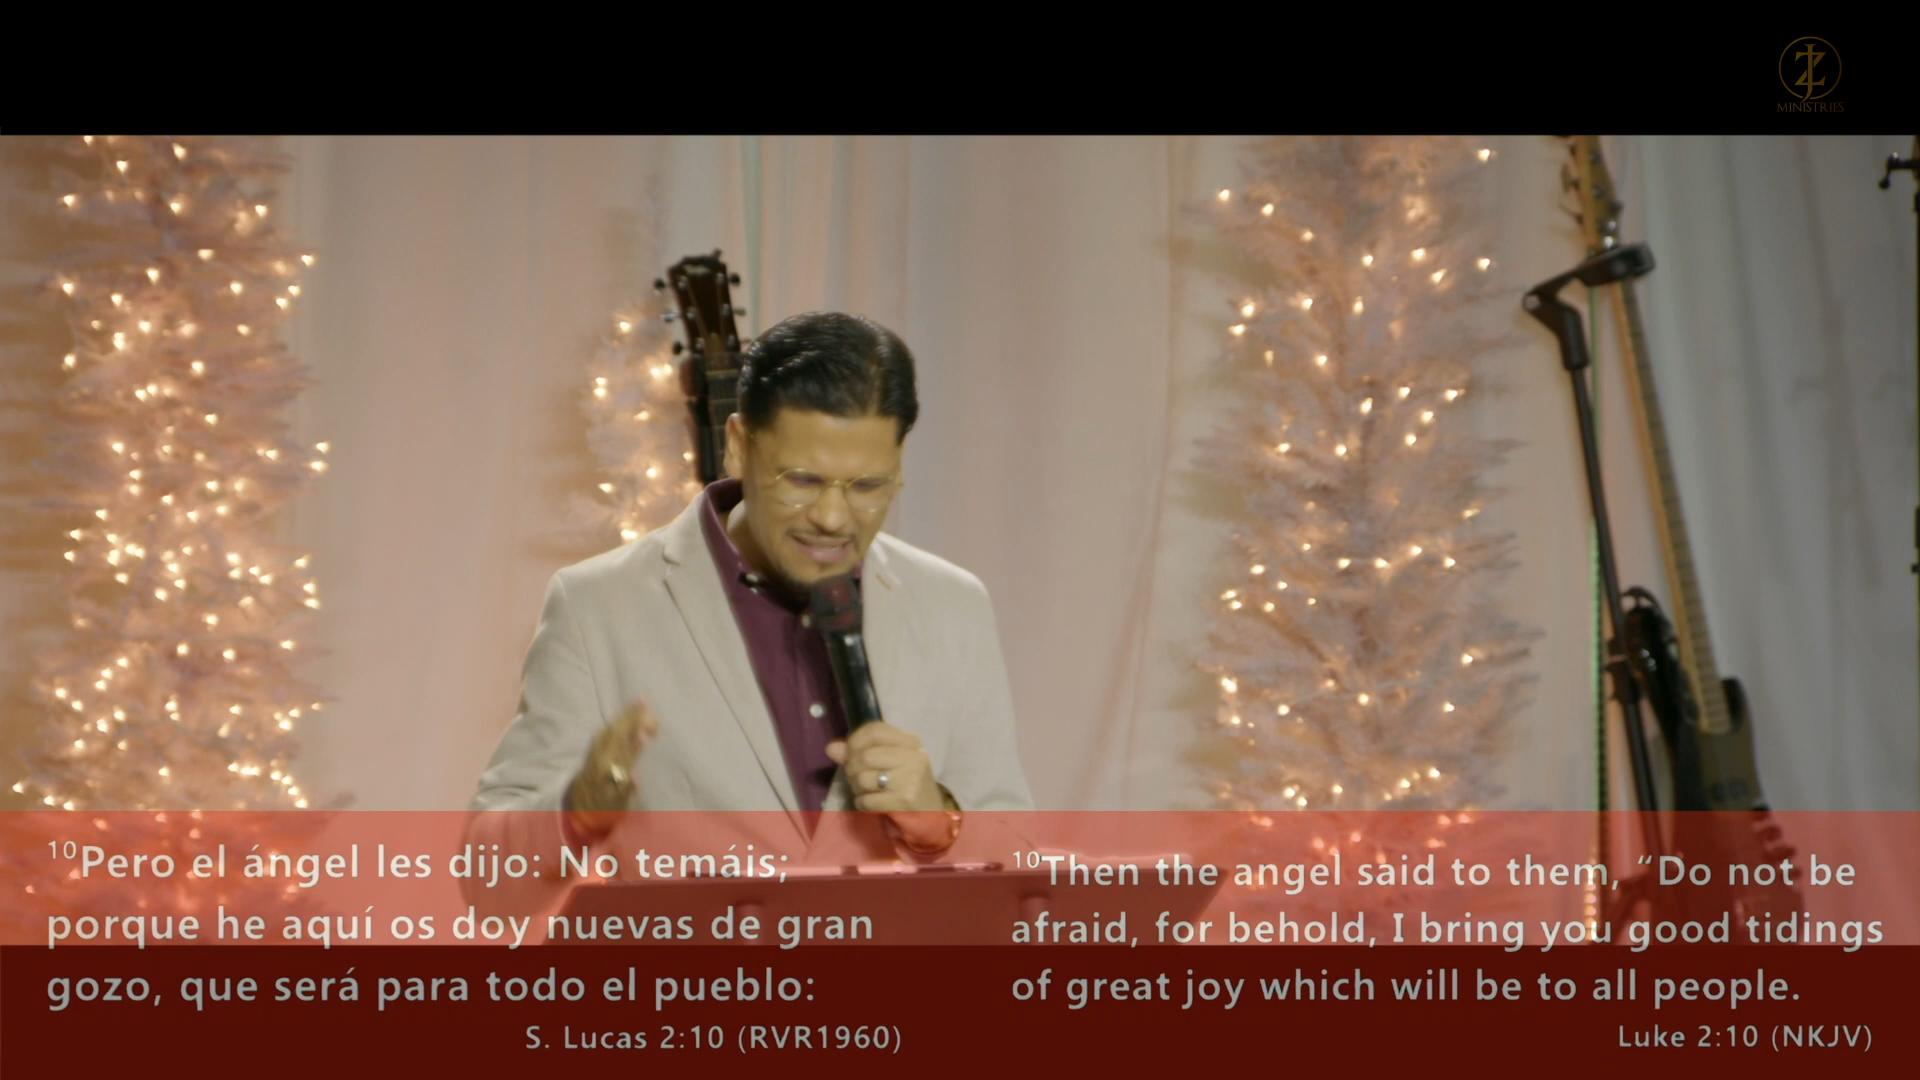 JZ
MINISTRIES
¹⁰Pero el ángel les dijo: No temáis;
porque he aquí os doy nuevas de gran
gozo, que será para todo el pueblo:
S. Lucas 2:10 (RVR1960)
¹⁰Then the angel said to them, “Do not be
afraid, for behold, I bring you good tidings
of great joy which will be to all people.
Luke 2:10 (NKJV)